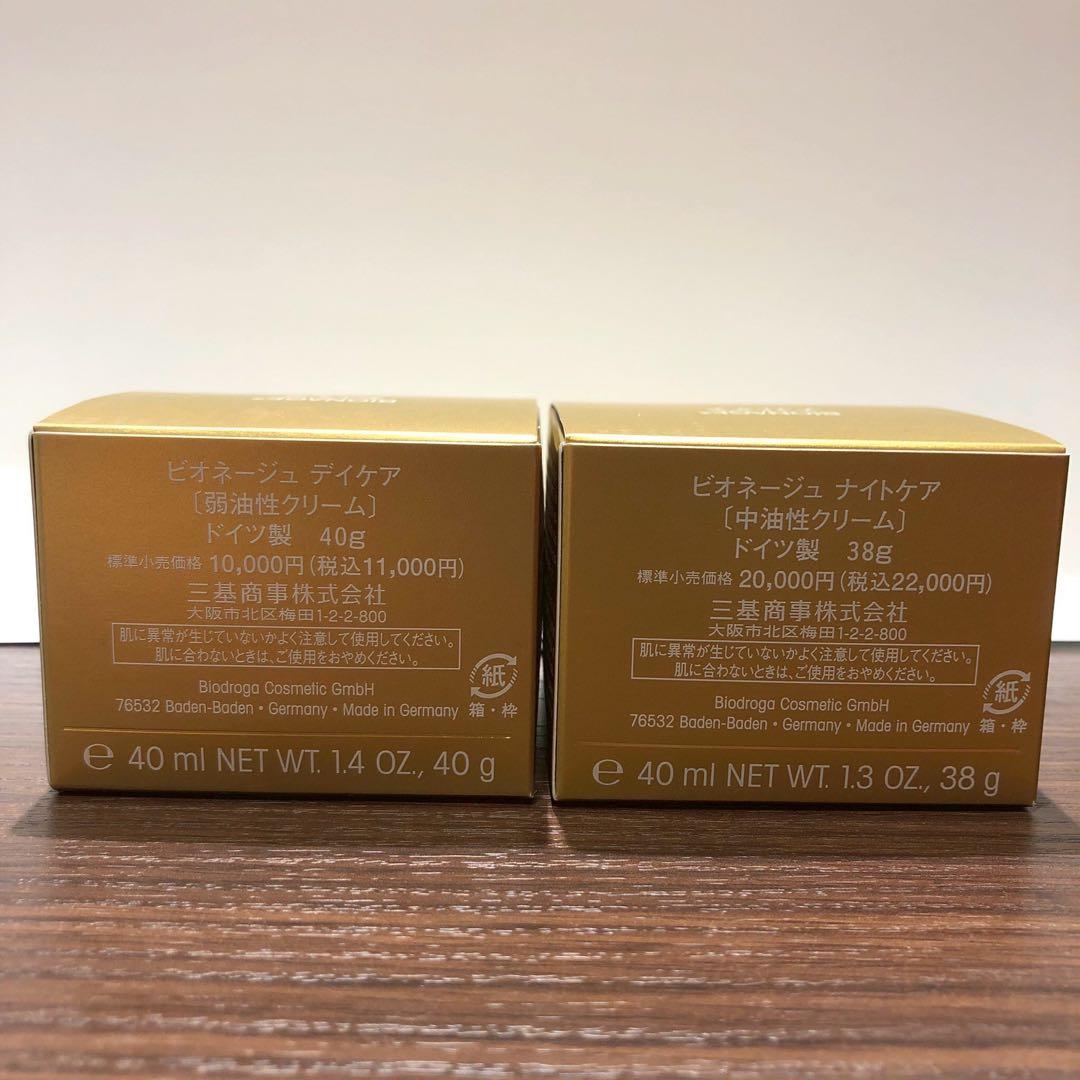 BIONAGE
ビオネージュ デイケア
〔弱油性クリーム〕
ドイツ製 40g
標準小売価格 10,000円(税込11,000円)
三基商事株式会社
大阪市北区梅田1-2-2-800
肌に異常が生じていないかよく注意して使用してください。
肌に合わないときは、ご使用をおやめください。
紙
箱・枠
Biodroga Cosmetic GmbH
76532 Baden-Baden • Germany • Made in Germany
℮ 40 ml NET WT. 1.4 OZ., 40 g
BIONAGE
ビオネージュ ナイトケア
〔中油性クリーム〕
ドイツ製 38g
標準小売価格 20,000円(税込22,000円)
三基商事株式会社
大阪市北区梅田1-2-2-800
肌に異常が生じていないかよく注意して使用してください。
肌に合わないときは、ご使用をおやめください。
紙
箱・枠
Biodroga Cosmetic GmbH
76532 Baden-Baden • Germany • Made in Germany
℮ 40 ml NET WT. 1.3 OZ., 38 g